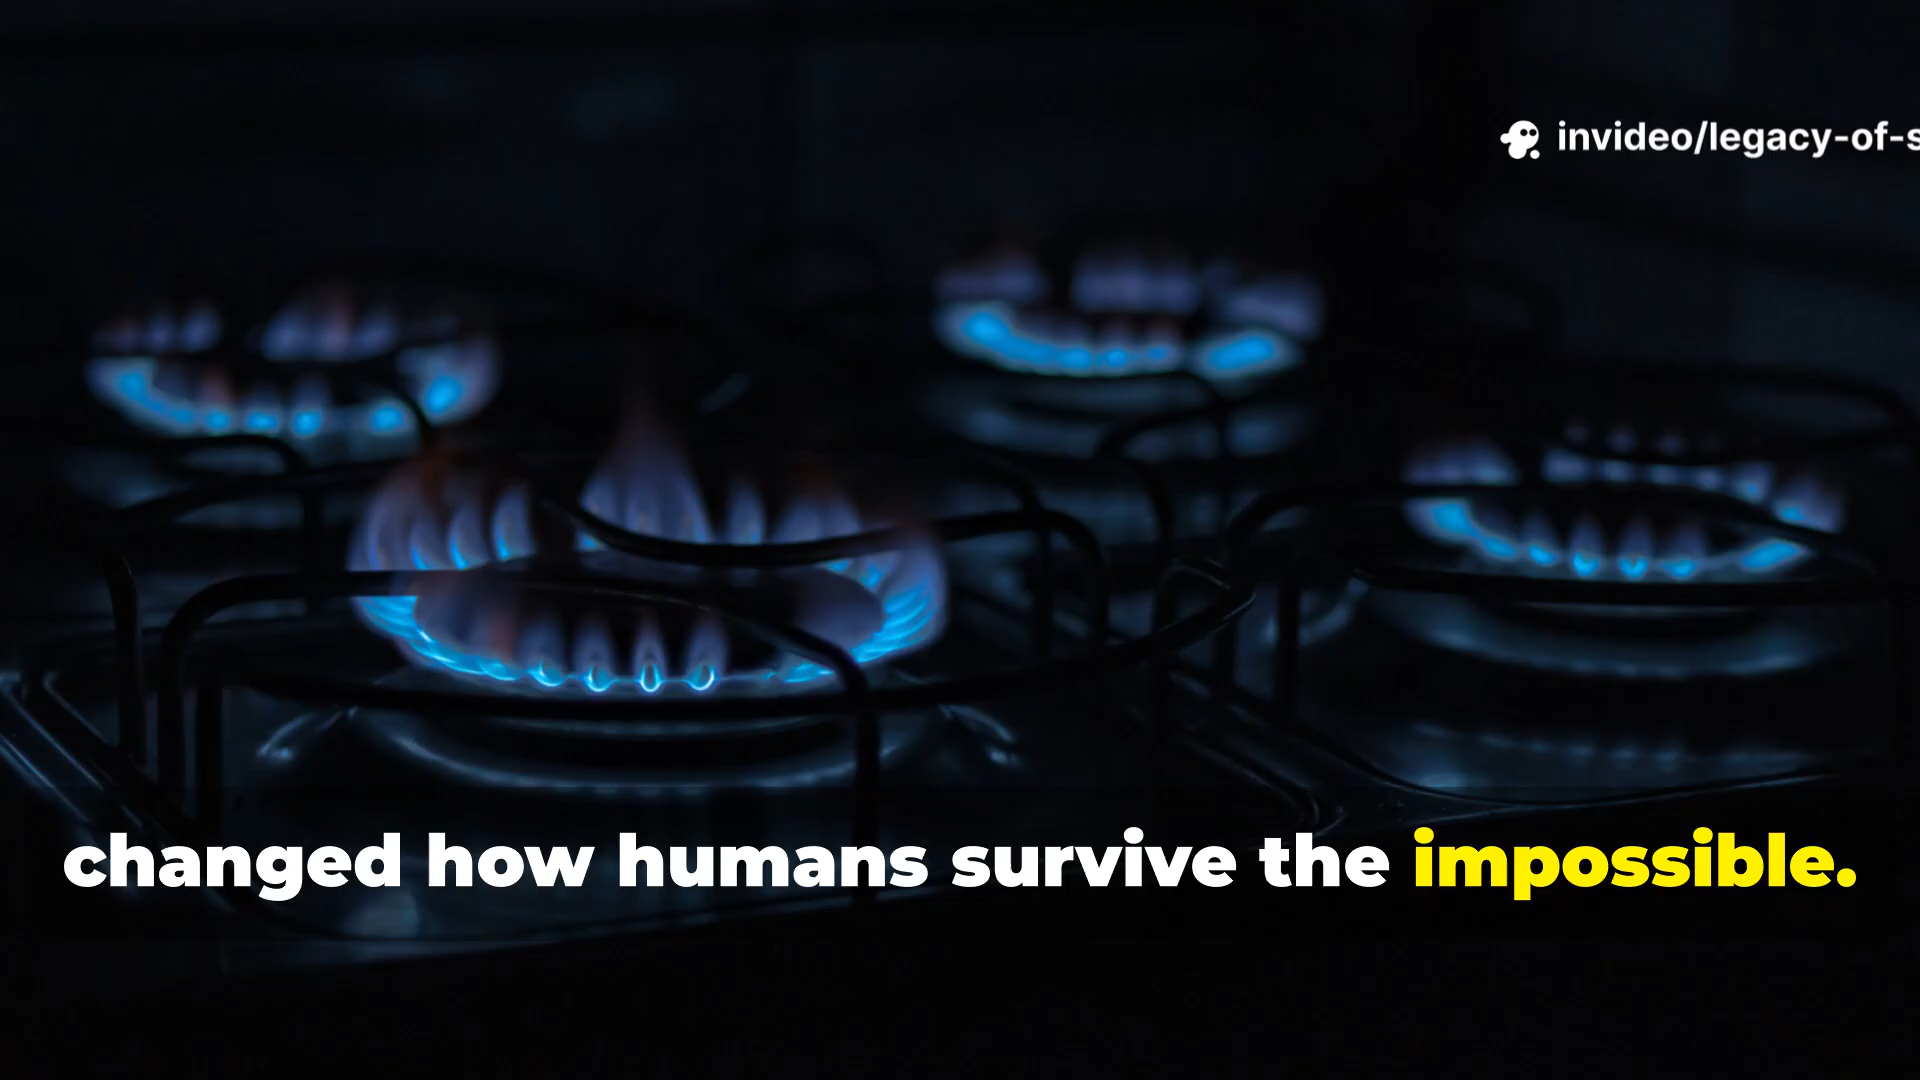 invideo/legacy-of-s
changed how humans survive the impossible.